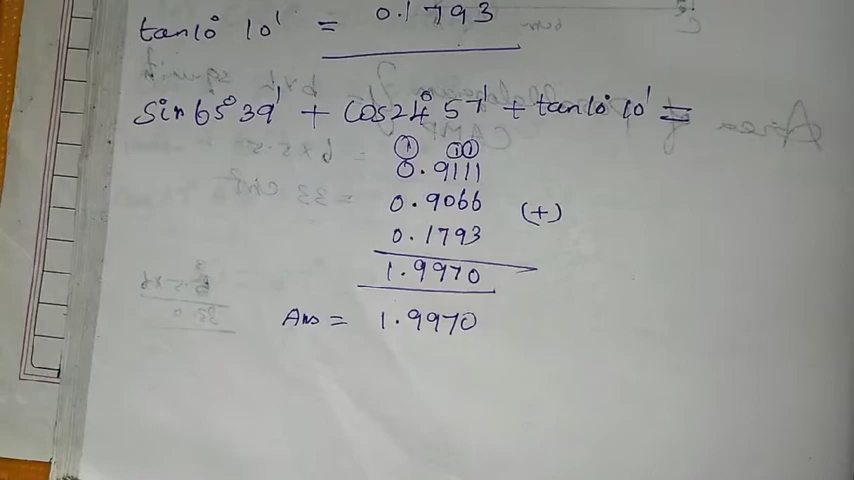 tan10° 10' = 0.1793
Sin65°39' + Cos24°57' + tan10°10' =
① ①①
0.9111
0.9066 (+)
0.1793
1.9970
Ans = 1.9970